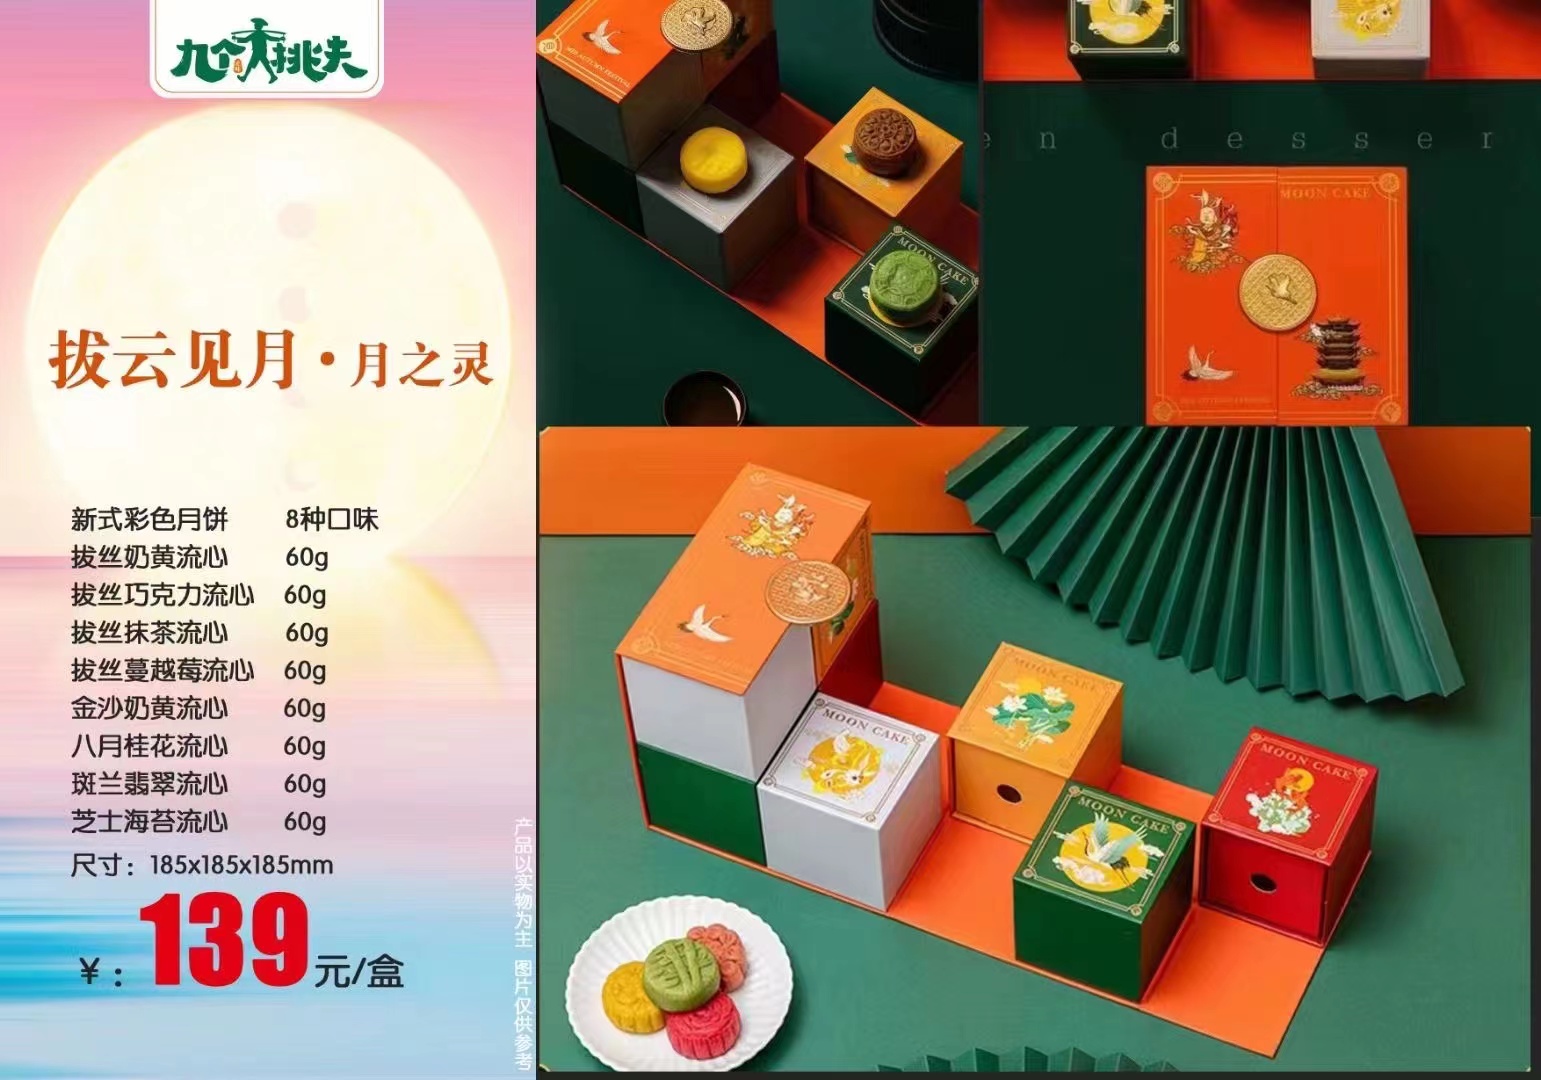 九个挑夫
拔云见月·月之灵
新式彩色月饼 8种口味
拔丝奶黄流心 60g
拔丝巧克力流心 60g
拔丝抹茶流心 60g
拔丝蔓越莓流心 60g
金沙奶黄流心 60g
八月桂花流心 60g
斑兰翡翠流心 60g
芝士海苔流心 60g
尺寸：185x185x185mm
￥：139元/盒
产品以实物为主 图片仅供参考
MID AUTUMN FESTIVAL
MOON CAKE
en desser
MOON CAKE
MOON CAKE
MOON CAKE
MOON CAKE
MOON CAKE